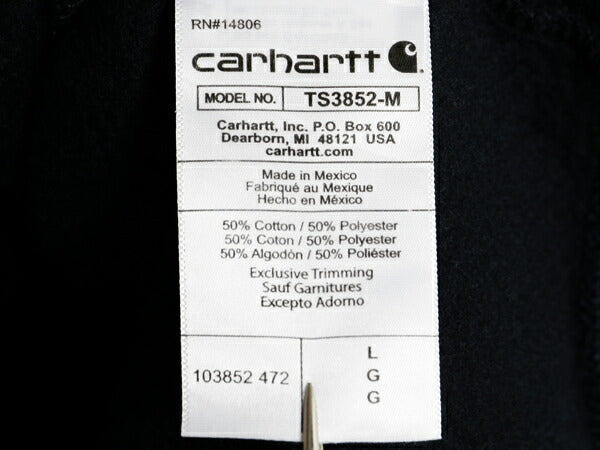 RN#14806
carhartt
MODEL NO. TS3852-M
Carhartt, Inc. P.O. Box 600
Dearborn, MI 48121 USA
carhartt.com
Made in Mexico
Fabriqué au Mexique
Hecho en México
50% Cotton / 50% Polyester
50% Coton / 50% Polyester
50% Algodón / 50% Poliéster
Exclusive Trimming
Sauf Garnitures
Excepto Adorno
103852 472
L
G
G